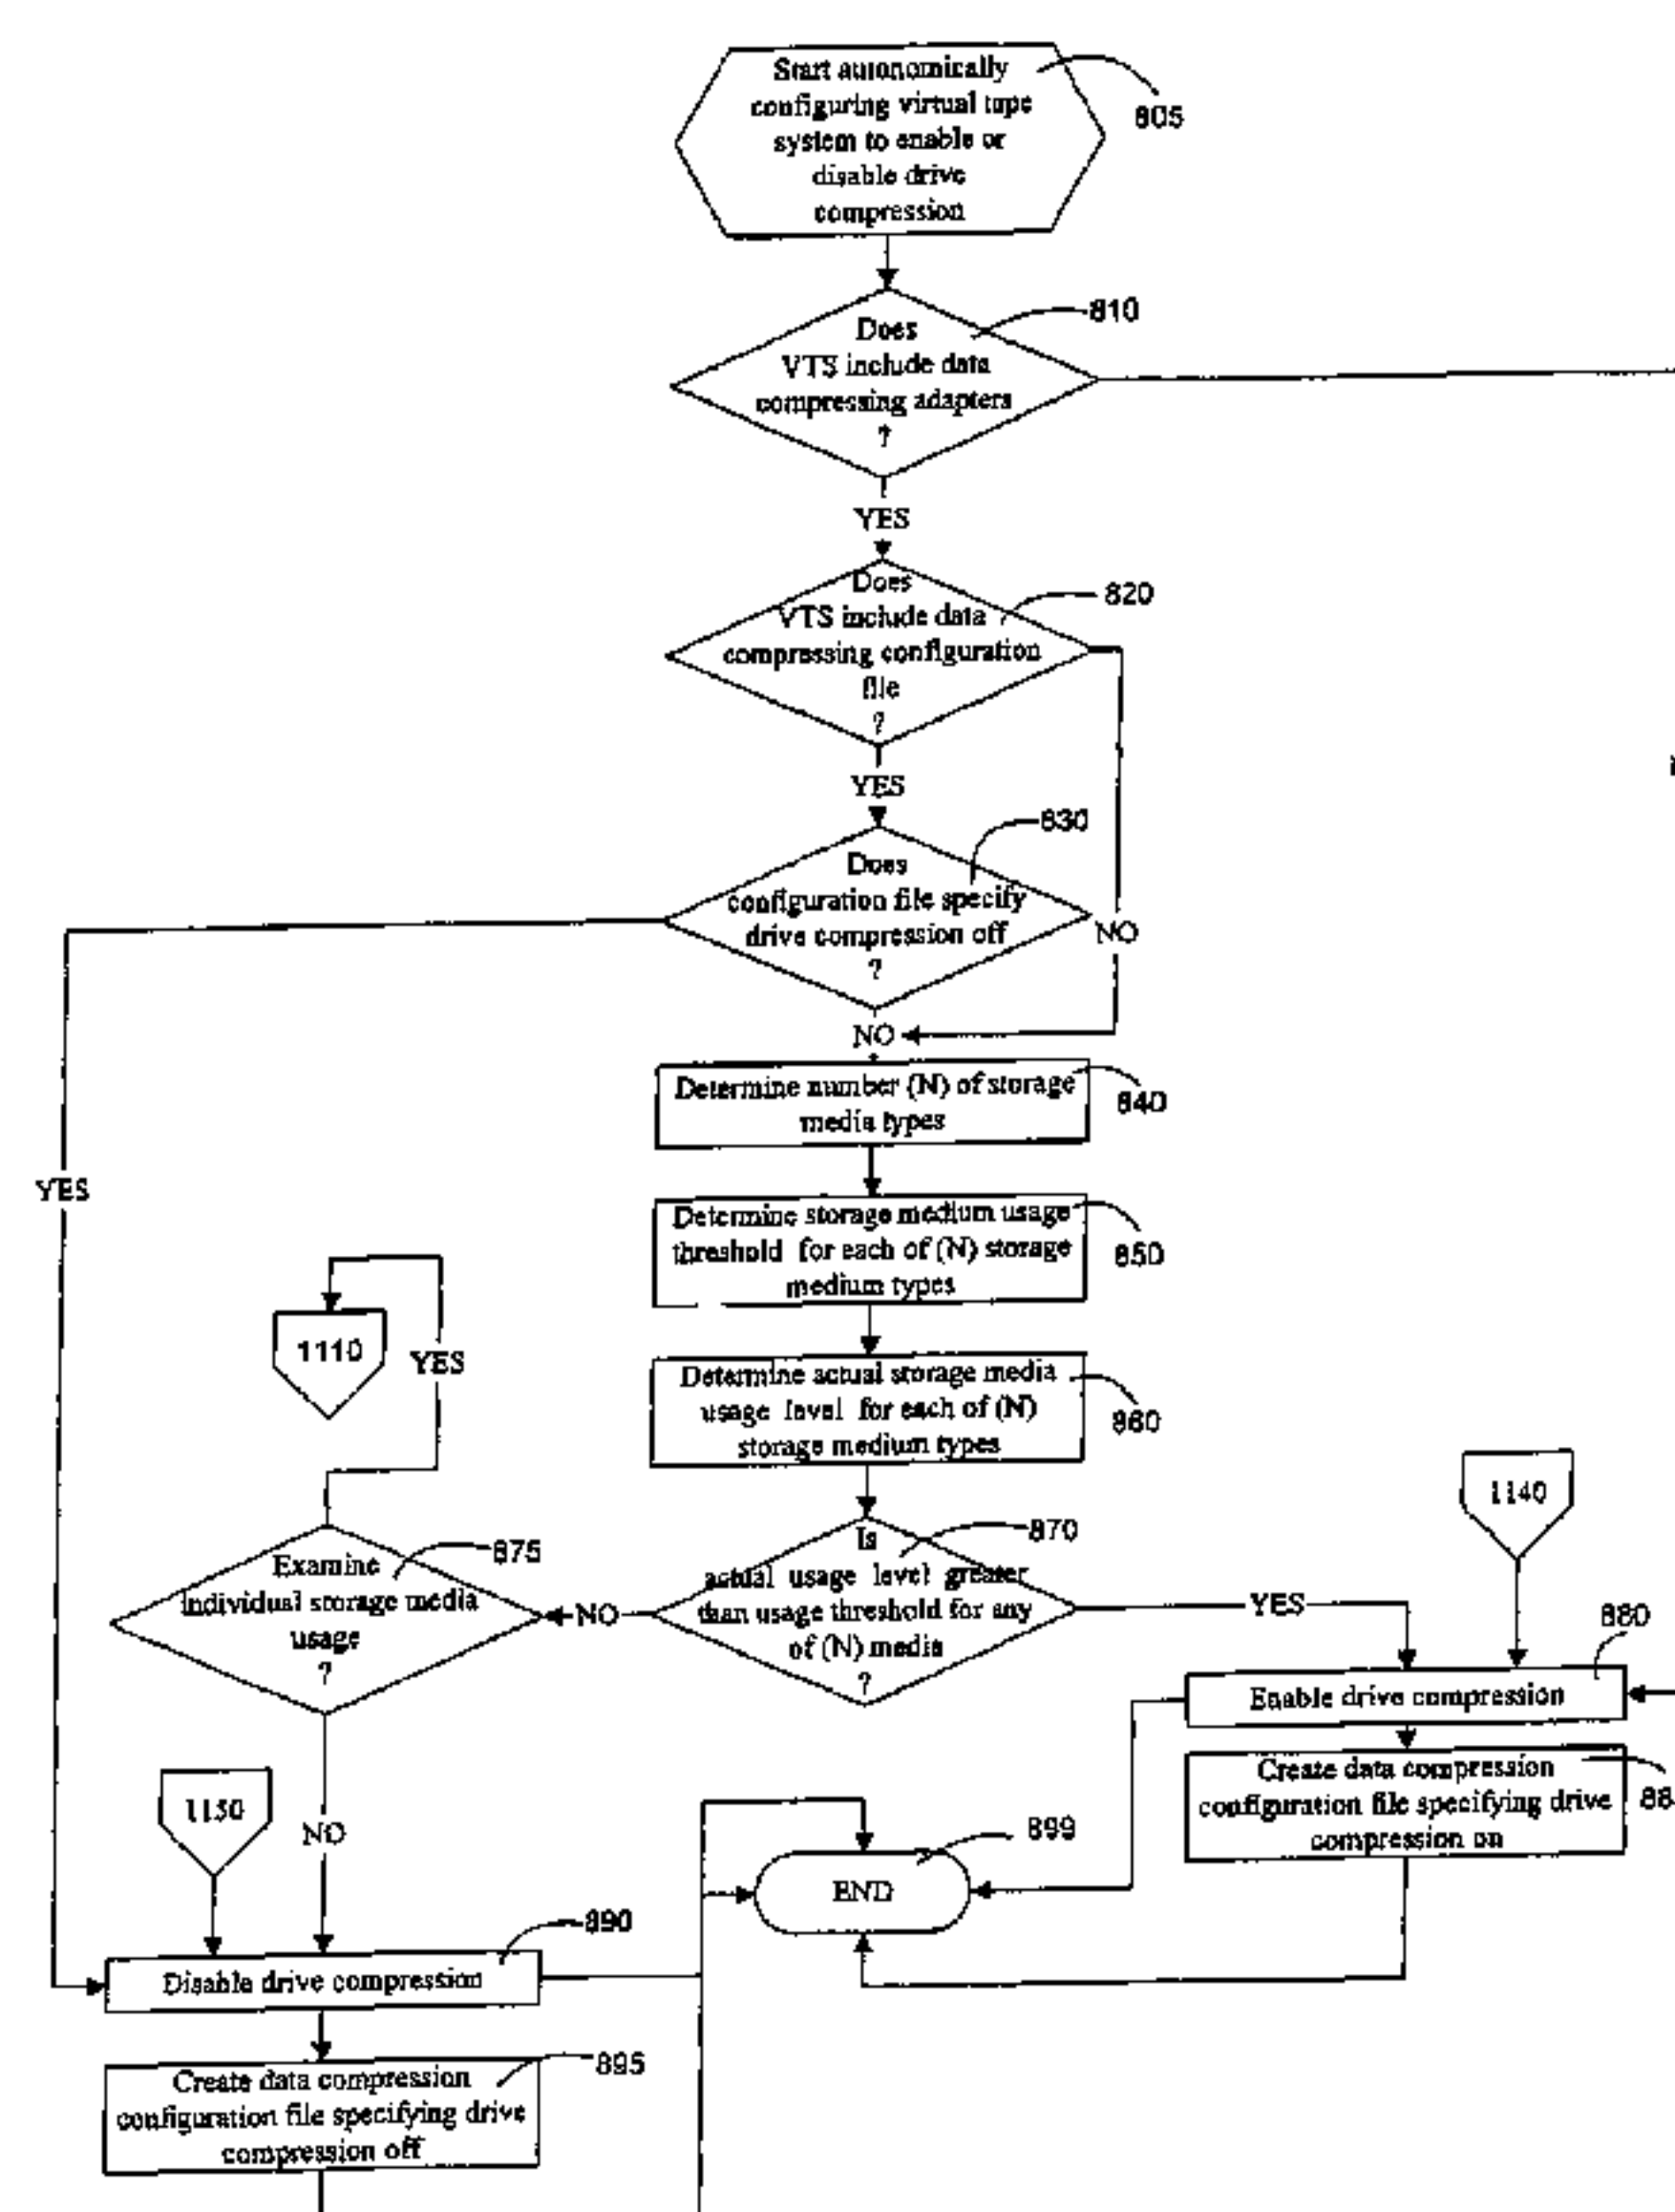 Start autonomically
configuring virtual tape
system to enable or
disable drive
compression
805
Does
VTS include data
compressing adapters
?
810
YES
Does
VTS include data
compressing configuration
file
?
820
YES
Does
configuration file specify
drive compression off
?
830
NO
NO
YES
Determine number (N) of storage
media types
840
Determine storage medium usage
threshold for each of (N) storage
medium types
850
1110
YES
Determine actual storage media
usage level for each of (N)
storage medium types
860
1140
Is
actual usage level greater
than usage threshold for any
of (N) media
?
870
NO
YES
Examine
individual storage media
usage
?
875
880
Enable drive compression
Create data compression
configuration file specifying drive
compression on
88
1150
NO
899
END
890
Disable drive compression
895
Create data compression
configuration file specifying drive
compression off